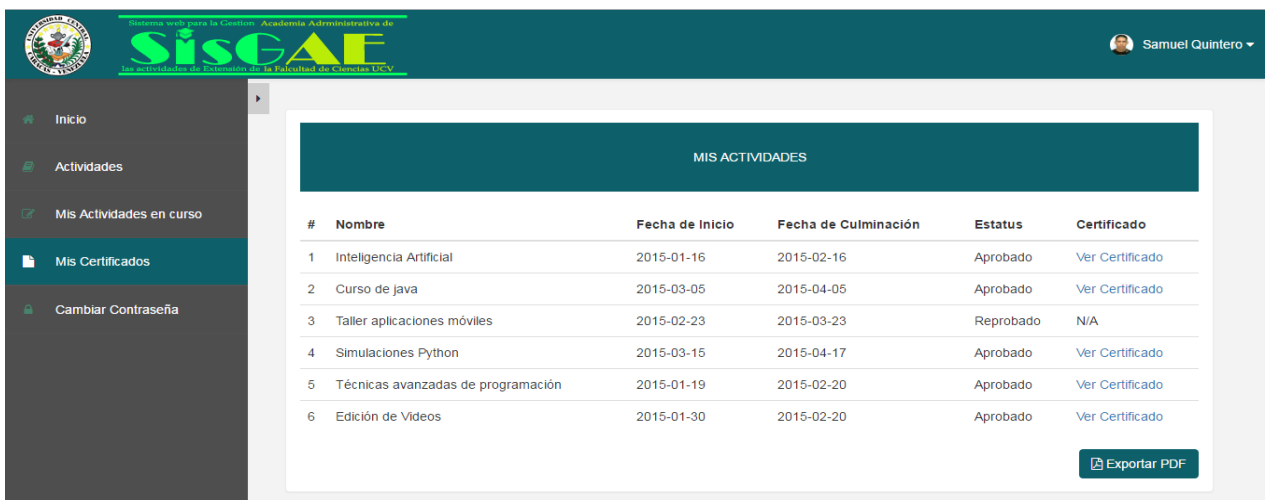 UNIVERSIDAD CENTRAL
CARACAS - VENEZUELA
Sistema web para la Gestion Academia Adrministrativa de
SisGAE
las actividades de Extensión de la Falcultad de Ciencias UCV
Samuel Quintero
Inicio
Actividades
Mis Actividades en curso
Mis Certificados
Cambiar Contraseña
MIS ACTIVIDADES
# Nombre Fecha de Inicio Fecha de Culminación Estatus Certificado
1 Inteligencia Artificial 2015-01-16 2015-02-16 Aprobado Ver Certificado
2 Curso de java 2015-03-05 2015-04-05 Aprobado Ver Certificado
3 Taller aplicaciones móviles 2015-02-23 2015-03-23 Reprobado N/A
4 Simulaciones Python 2015-03-15 2015-04-17 Aprobado Ver Certificado
5 Técnicas avanzadas de programación 2015-01-19 2015-02-20 Aprobado Ver Certificado
6 Edición de Videos 2015-01-30 2015-02-20 Aprobado Ver Certificado
Exportar PDF